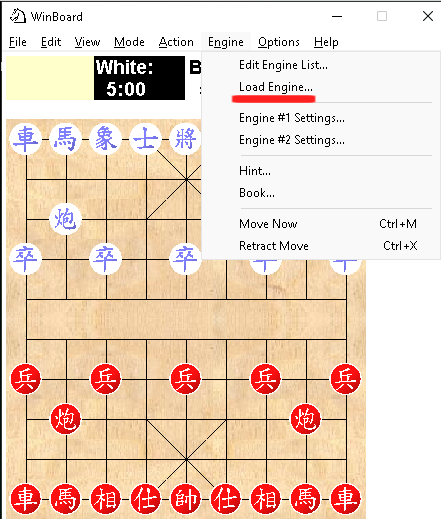 WinBoard
File Edit View Mode Action Engine Options Help
White: B
5:00
Edit Engine List...
Load Engine...
Engine #1 Settings...
Engine #2 Settings...
Hint...
Book...
Move Now Ctrl+M
Retract Move Ctrl+X
車 馬 象 士 將
炮
卒 卒 卒 卒 卒
兵 兵 兵 兵 兵
炮 炮
車 馬 相 仕 帥 仕 相 馬 車